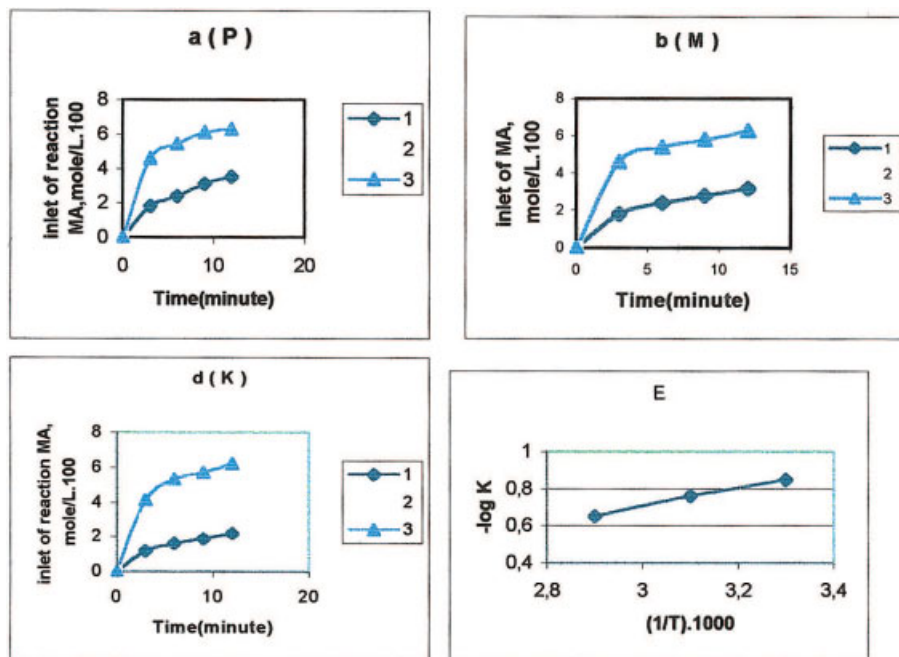 a ( P )
inlet of reaction
MA,mole/L.100
8
6
4
2
0
0
10
20
Time(minute)
1
2
3
b ( M )
inlet of MA,
mole/L.100
8
6
4
2
0
0
5
10
15
Time(minute)
1
2
3
d ( K )
inlet of reaction MA,
mole/L.100
8
6
4
2
0
0
10
20
Time(minute)
1
2
3
E
-log K
1
0,8
0,6
0,4
2,8
3
3,2
3,4
(1/T).1000